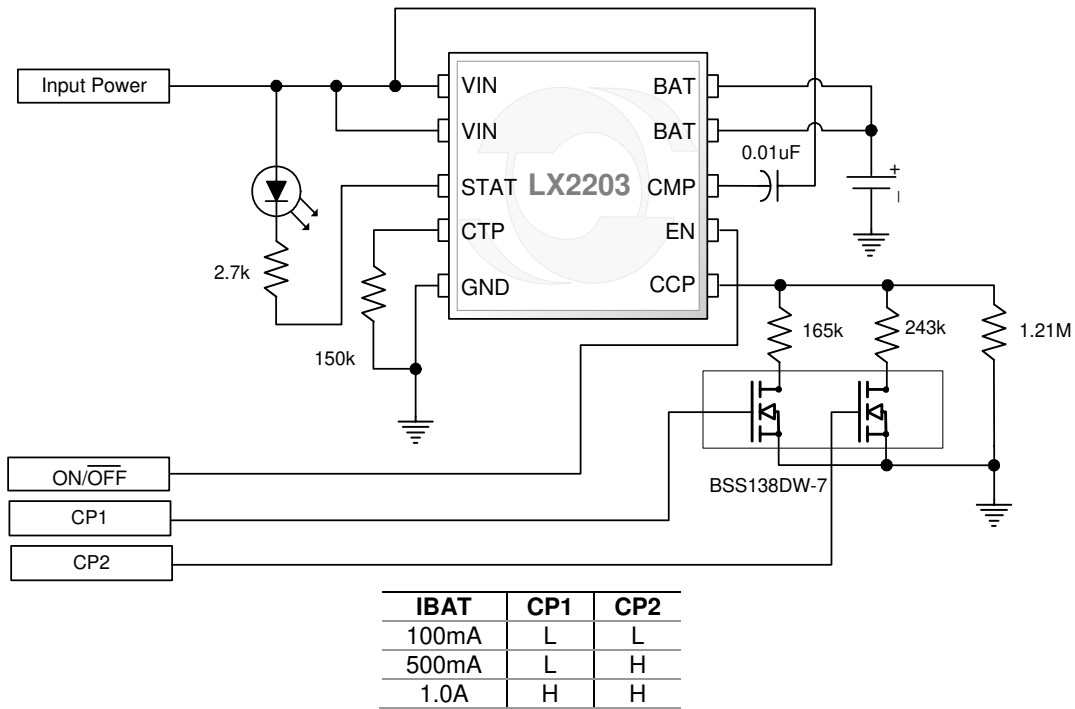 Input Power
VIN
BAT
VIN
BAT
0.01uF
+
STAT
LX2203
CMP
–
CTP
EN
2.7k
GND
CCP
165k
243k
1.21M
150k
BSS138DW-7
ON/OFF
CP1
CP2
IBAT CP1 CP2
100mA L L
500mA L H
1.0A H H